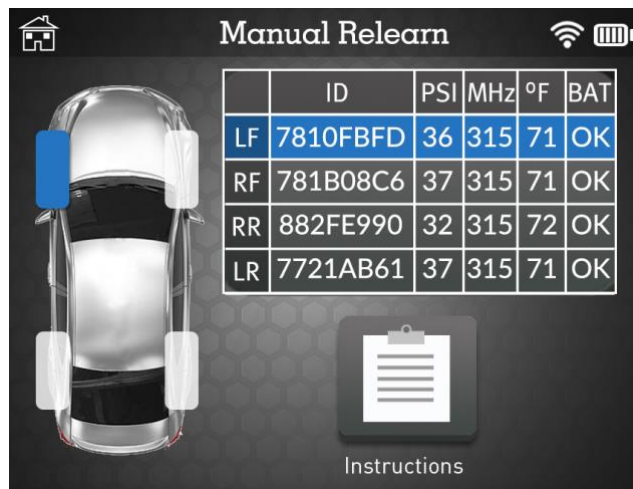 Manual Relearn
ID PSI MHz ºF BAT
LF 7810FBFD 36 315 71 OK
RF 781B08C6 37 315 71 OK
RR 882FE990 32 315 72 OK
LR 7721AB61 37 315 71 OK
Instructions